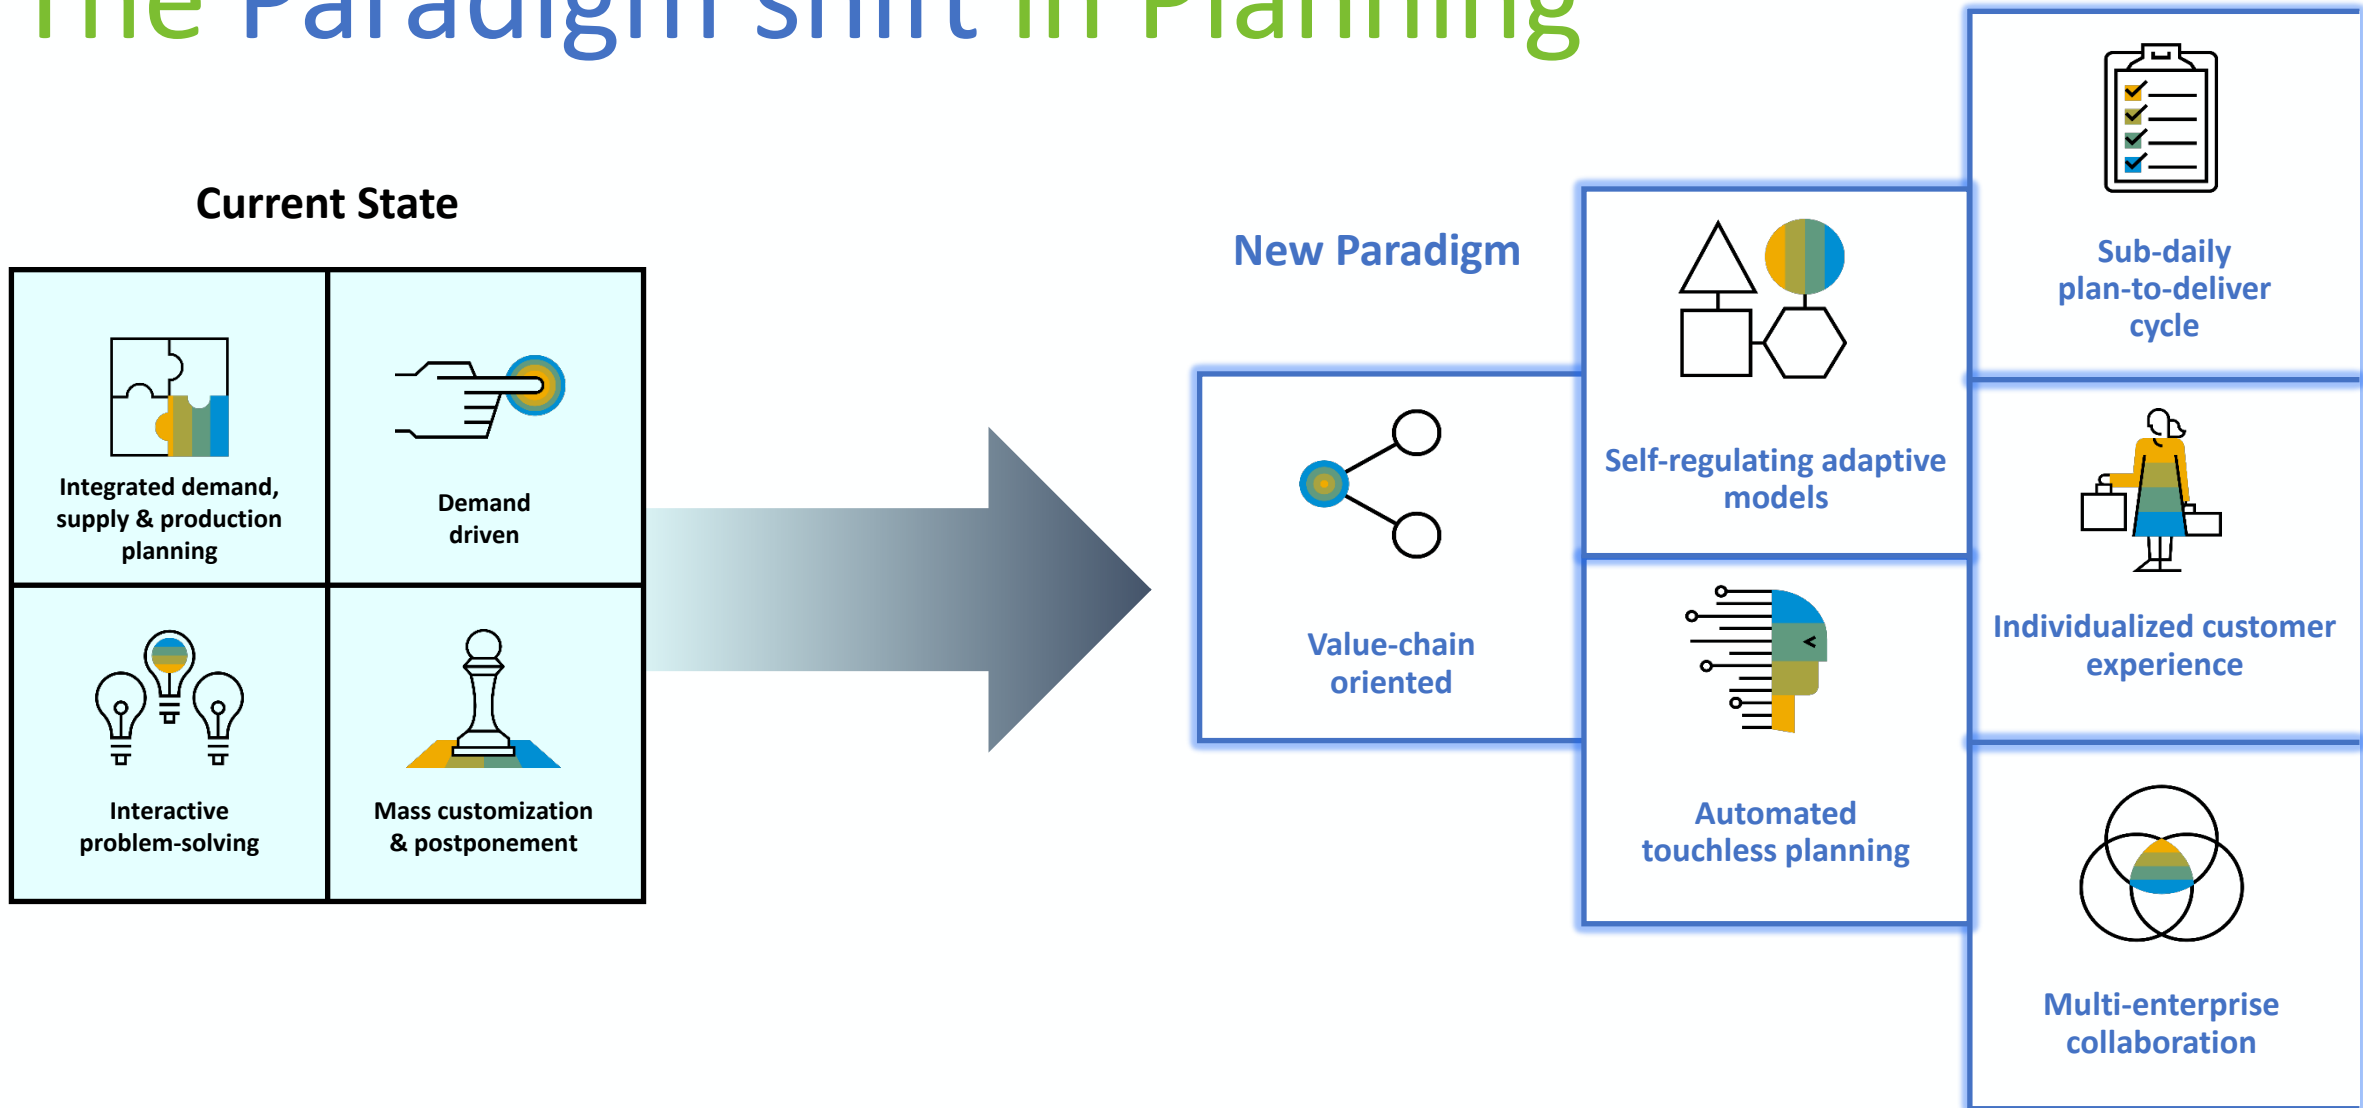 The Paradigm shift in Planning
Current State
Integrated demand,
supply & production
planning
Demand
driven
Interactive
problem-solving
Mass customization
& postponement
New Paradigm
Value-chain
oriented
Self-regulating adaptive
models
Automated
touchless planning
Sub-daily
plan-to-deliver
cycle
Individualized customer
experience
Multi-enterprise
collaboration